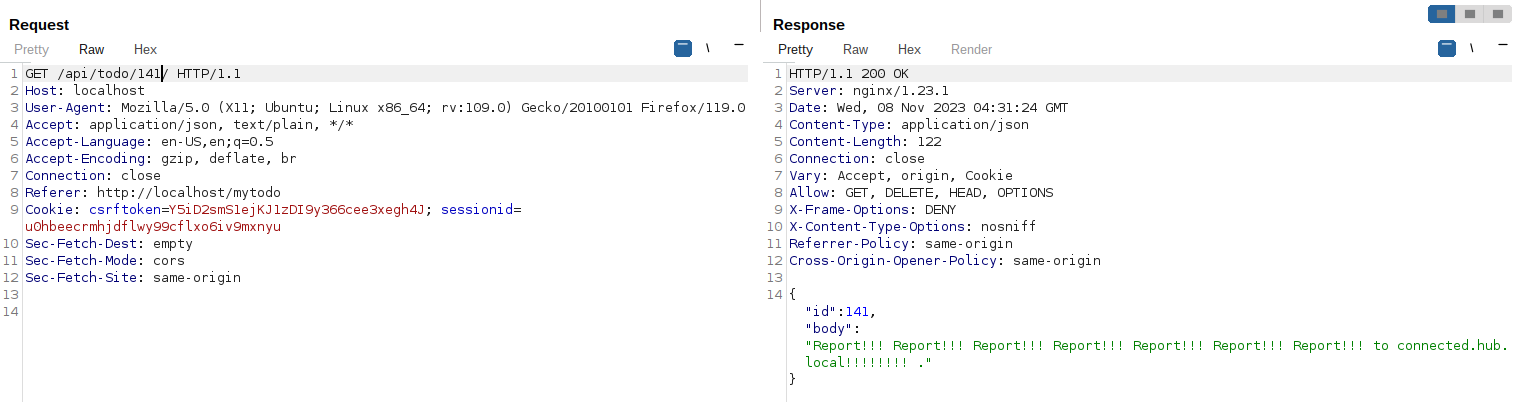 Request
Pretty Raw Hex
\
1 GET /api/todo/141/ HTTP/1.1
2 Host: localhost
3 User-Agent: Mozilla/5.0 (X11; Ubuntu; Linux x86_64; rv:109.0) Gecko/20100101 Firefox/119.0
4 Accept: application/json, text/plain, */*
5 Accept-Language: en-US,en;q=0.5
6 Accept-Encoding: gzip, deflate, br
7 Connection: close
8 Referer: http://localhost/mytodo
9 Cookie: csrftoken=Y5iD2smS1ejKJ1zDI9y366cee3xegh4J; sessionid=
u0hbeecrmhjdflwy99cflxo6iv9mxnyu
10 Sec-Fetch-Dest: empty
11 Sec-Fetch-Mode: cors
12 Sec-Fetch-Site: same-origin
13
14
Response
Pretty Raw Hex Render
\
1 HTTP/1.1 200 OK
2 Server: nginx/1.23.1
3 Date: Wed, 08 Nov 2023 04:31:24 GMT
4 Content-Type: application/json
5 Content-Length: 122
6 Connection: close
7 Vary: Accept, origin, Cookie
8 Allow: GET, DELETE, HEAD, OPTIONS
9 X-Frame-Options: DENY
10 X-Content-Type-Options: nosniff
11 Referrer-Policy: same-origin
12 Cross-Origin-Opener-Policy: same-origin
13
14 {
"id":141,
"body":
"Report!!! Report!!! Report!!! Report!!! Report!!! Report!!! Report!!! to connected.hub.
local!!!!!!!! ."
}